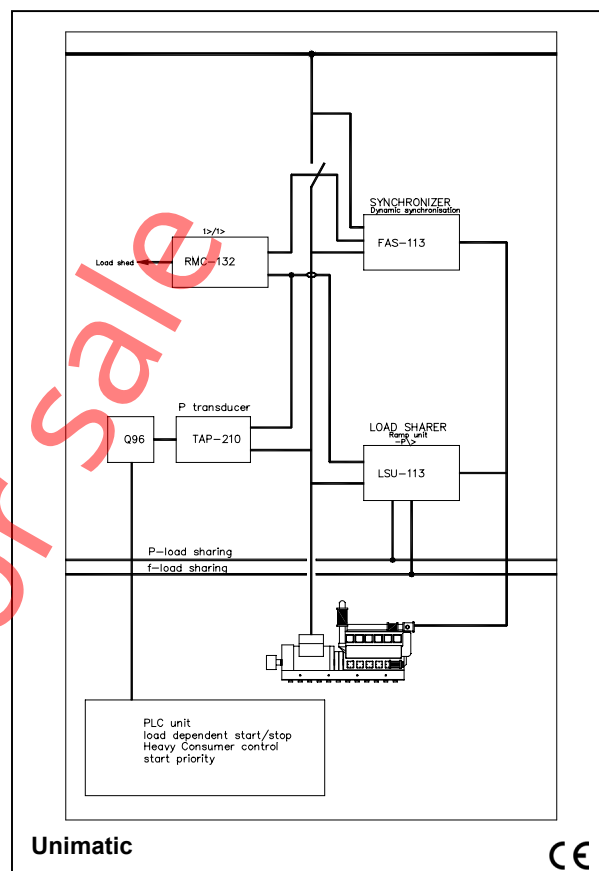 SYNCHRONIZER
Dynamic synchronisation
FAS-113
1>/1>
RMC-132
Load shed
P transducer
Q96
TAP-210
LOAD SHARER
Ramp unit
-P\>
LSU-113
P-load sharing
f-load sharing
PLC unit
load dependent start/stop
Heavy Consumer control
start priority
or sale
Unimatic
CE